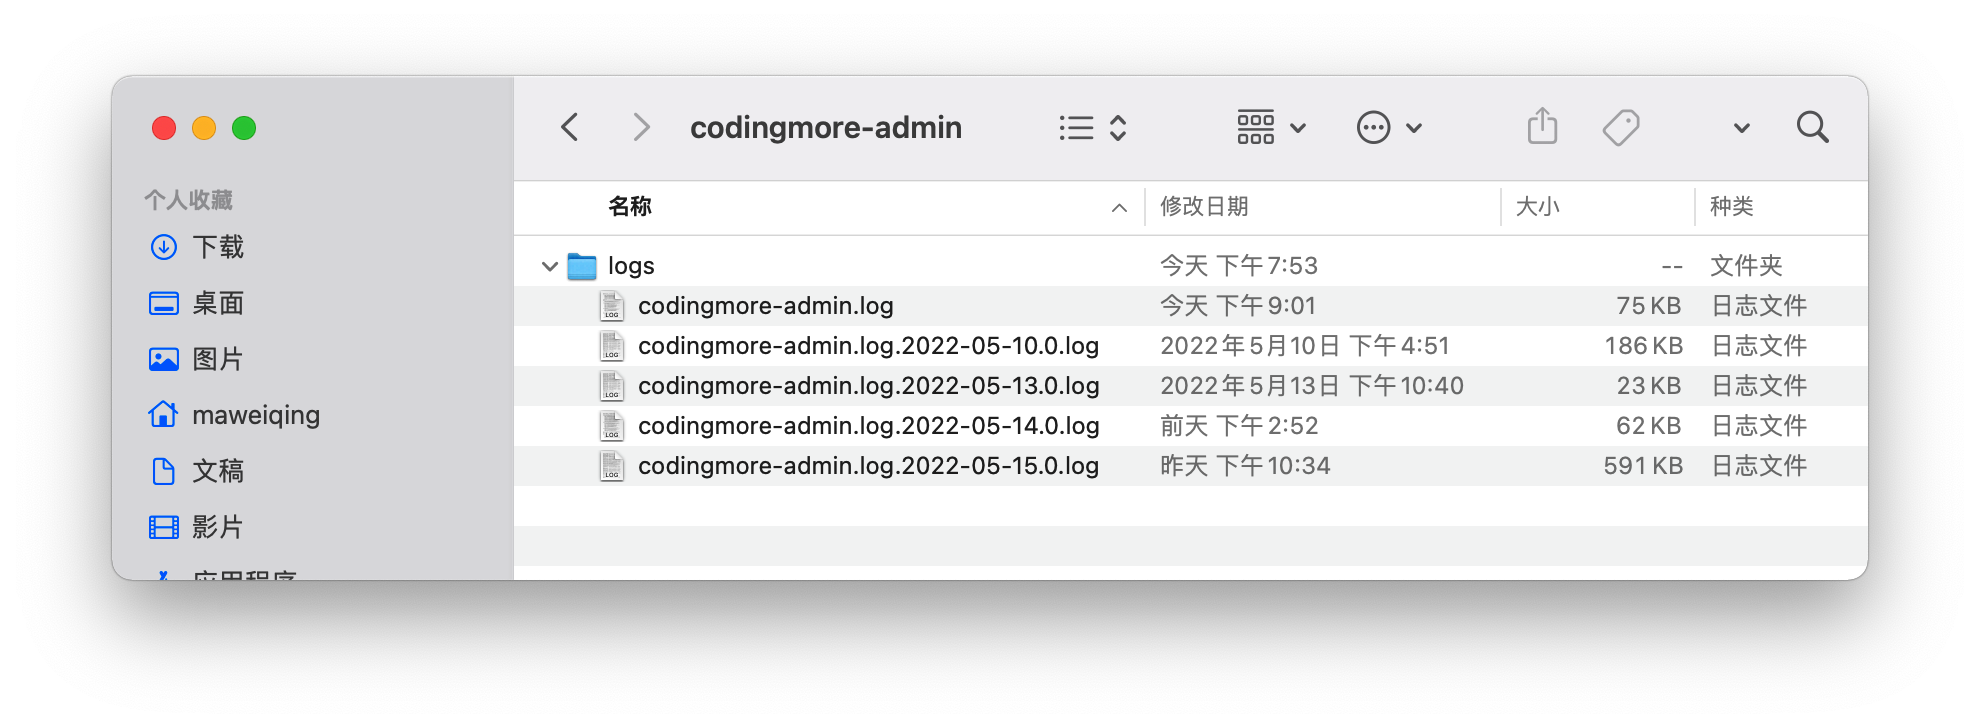 codingmore-admin
个人收藏
下载
桌面
图片
maweiqing
文稿
影片
应用程序
名称 修改日期 大小 种类
logs 今天 下午7:53 -- 文件夹
codingmore-admin.log 今天 下午9:01 75 KB 日志文件
codingmore-admin.log.2022-05-10.0.log 2022年5月10日 下午4:51 186 KB 日志文件
codingmore-admin.log.2022-05-13.0.log 2022年5月13日 下午10:40 23 KB 日志文件
codingmore-admin.log.2022-05-14.0.log 前天 下午2:52 62 KB 日志文件
codingmore-admin.log.2022-05-15.0.log 昨天 下午10:34 591 KB 日志文件